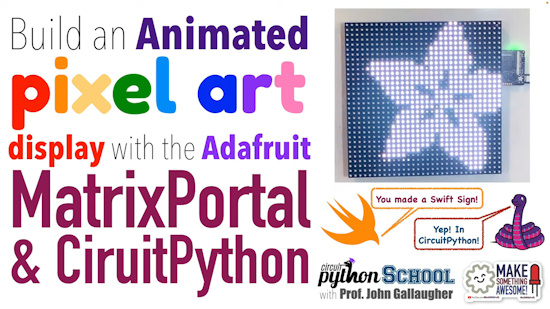 Build an Animated
pixel art
display with the Adafruit
MatrixPortal
& CiruitPython
You made a Swift Sign!
Yep! In
CircuitPython!
circuit
python SCHOOL
with Prof. John Gallaugher
MAKE
SOMETHING
AWESOME!